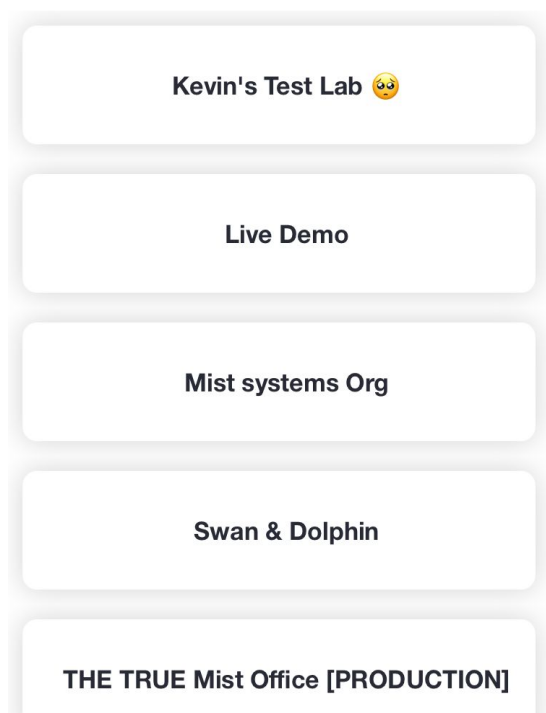 Kevin's Test Lab 🥺
Live Demo
Mist systems Org
Swan & Dolphin
THE TRUE Mist Office [PRODUCTION]